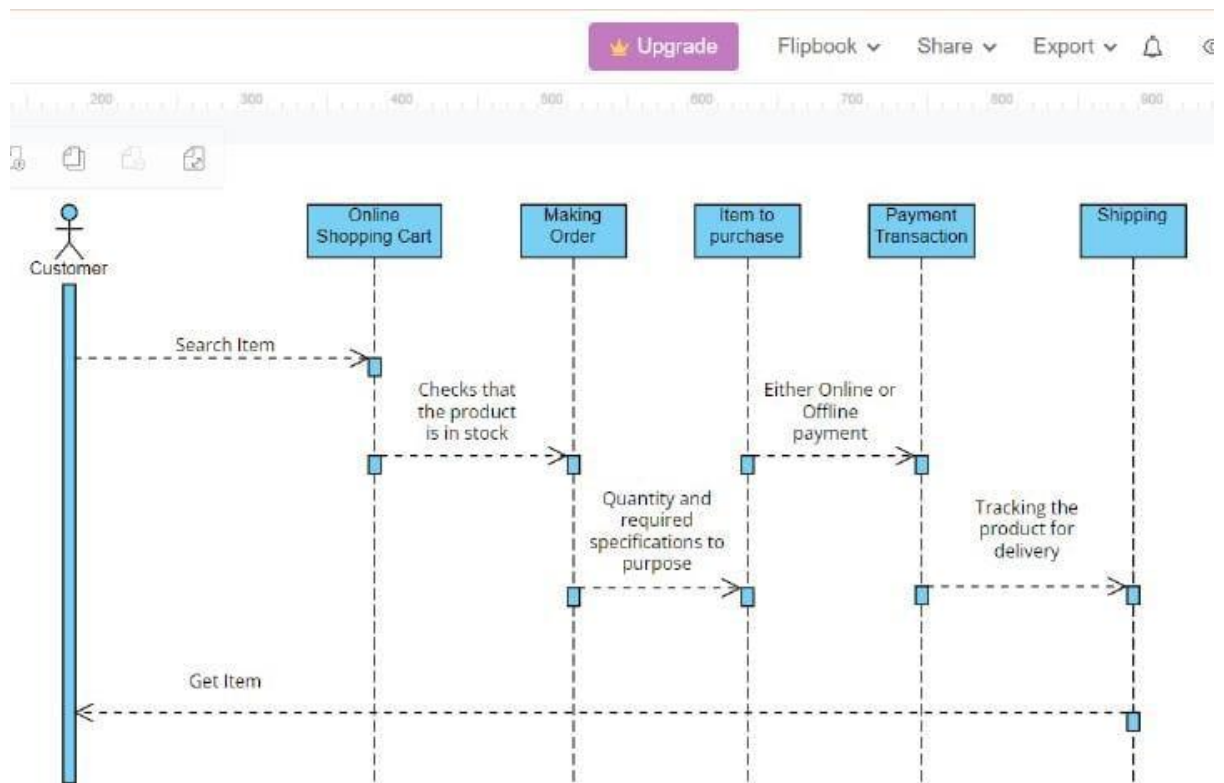 Upgrade Flipbook Share Export
200 300 400 500 600 700 800 900
Online Making Item to Payment Shipping
Shopping Cart Order purchase Transaction
Customer
Search Item
Checks that Either Online or
the product Offline
is in stock payment
Quantity and
required Tracking the
specifications to product for
purpose delivery
Get Item